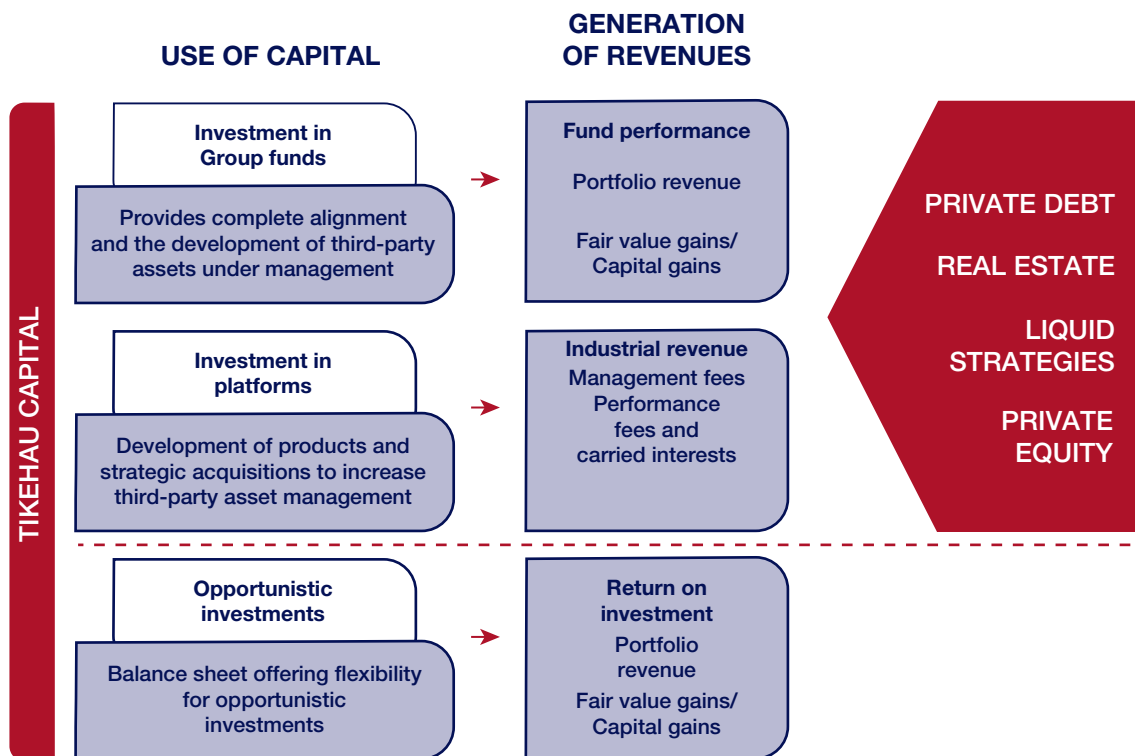 USE OF CAPITAL
GENERATION
OF REVENUES
TIKEHAU CAPITAL
Investment in
Group funds
Provides complete alignment
and the development of third-party
assets under management
Fund performance
Portfolio revenue
Fair value gains/
Capital gains
Investment in
platforms
Development of products and
strategic acquisitions to increase
third-party asset management
Industrial revenue
Management fees
Performance
fees and
carried interests
Opportunistic
investments
Balance sheet offering flexibility
for opportunistic
investments
Return on
investment
Portfolio
revenue
Fair value gains/
Capital gains
PRIVATE DEBT
REAL ESTATE
LIQUID
STRATEGIES
PRIVATE
EQUITY